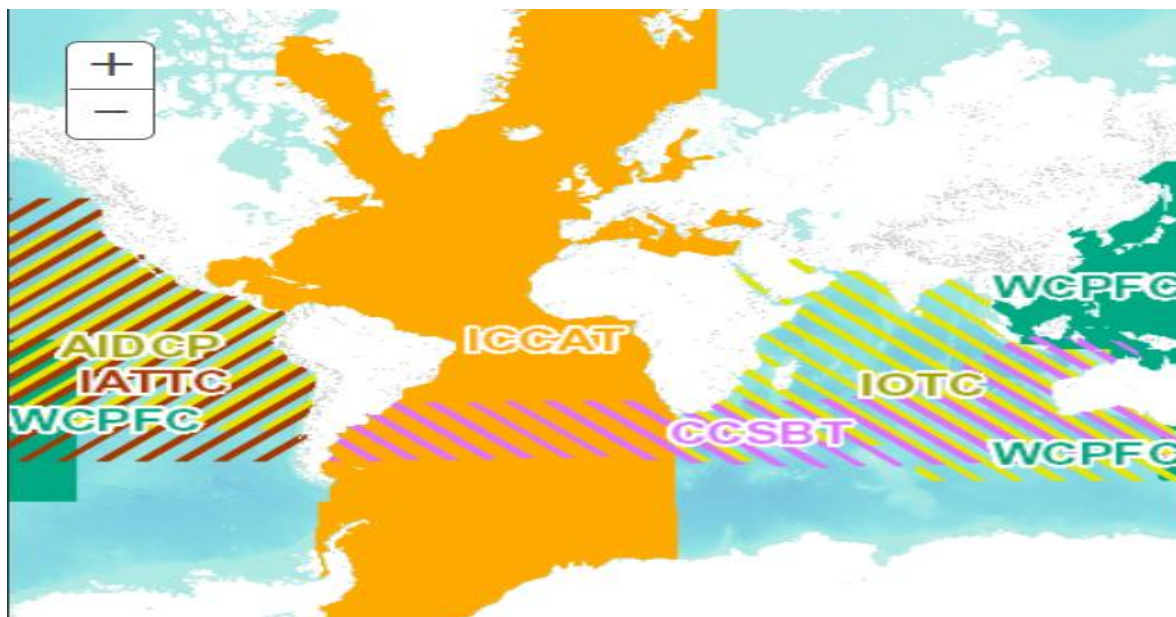 +
−
WCPFC
ICCAT
AIDCP
IATTC
IOTC
WCPFC
CCSBT
WCPFC